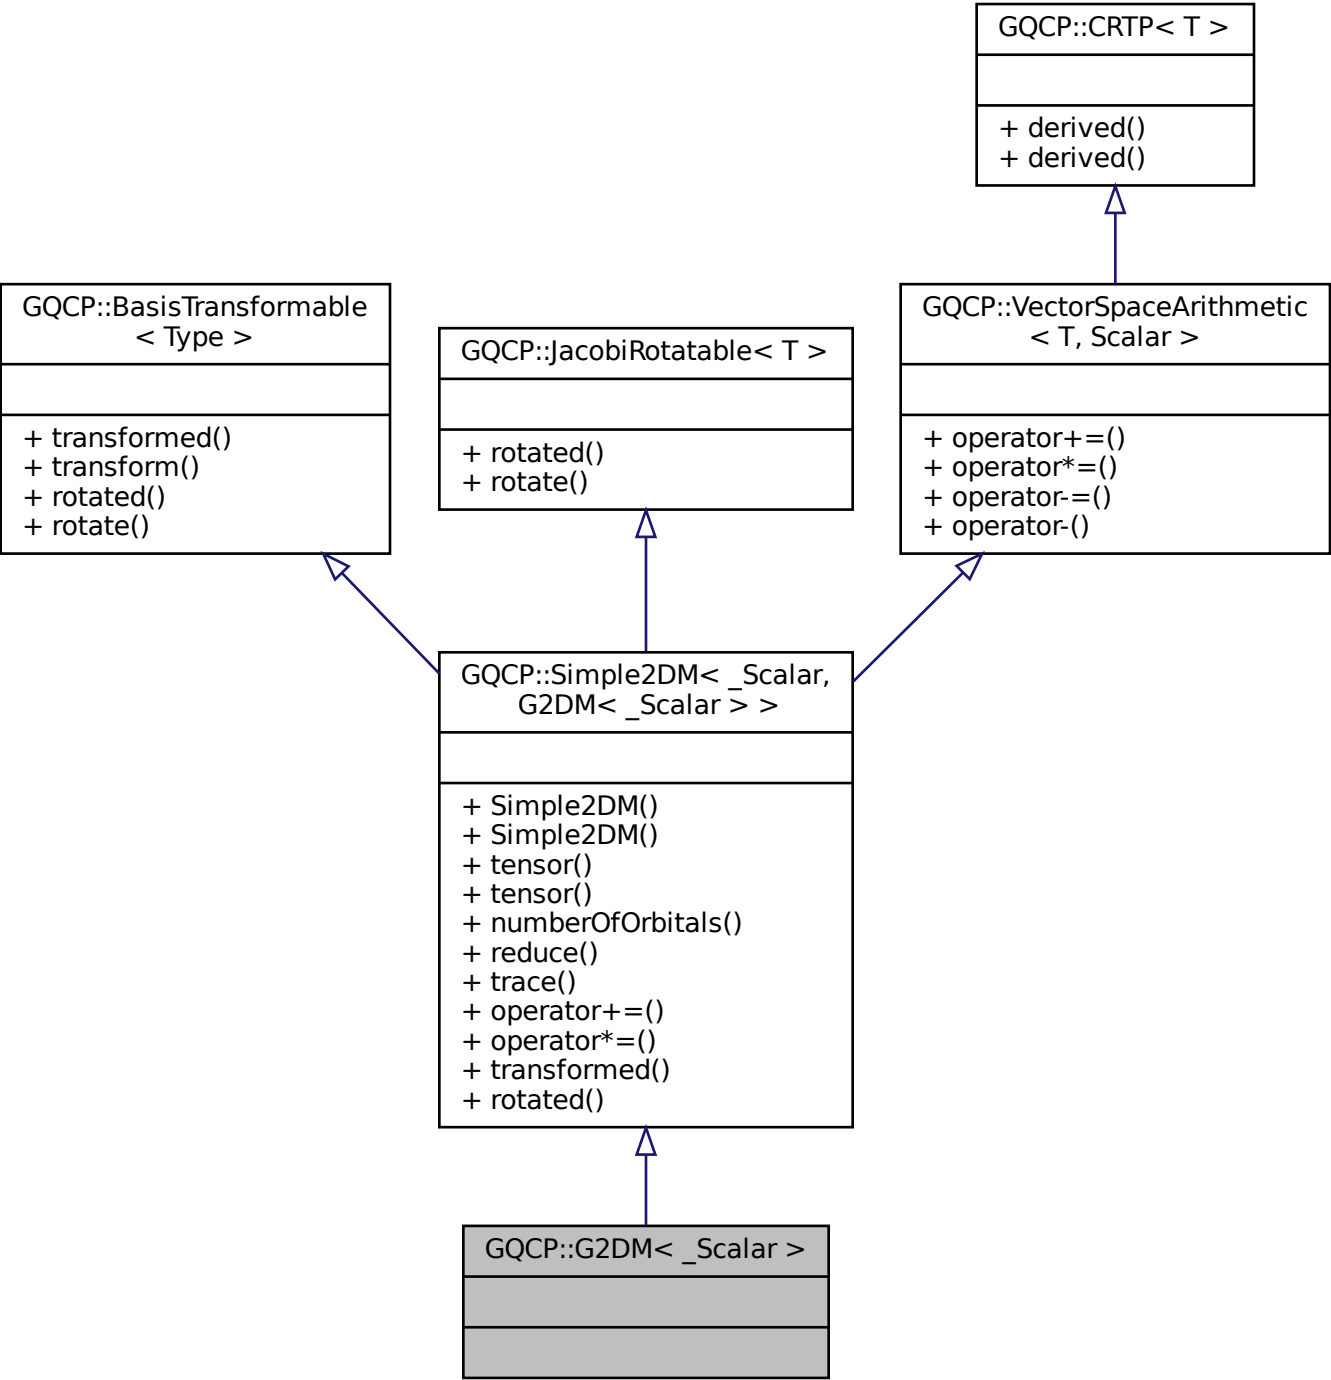 GQCP::CRTP< T >
+ derived()
+ derived()
GQCP::BasisTransformable
< Type >
+ transformed()
+ transform()
+ rotated()
+ rotate()
GQCP::JacobiRotatable< T >
+ rotated()
+ rotate()
GQCP::VectorSpaceArithmetic
< T, Scalar >
+ operator+=()
+ operator*=()
+ operator-=()
+ operator-()
GQCP::Simple2DM< _Scalar,
G2DM< _Scalar > >
+ Simple2DM()
+ Simple2DM()
+ tensor()
+ tensor()
+ numberOfOrbitals()
+ reduce()
+ trace()
+ operator+=()
+ operator*=()
+ transformed()
+ rotated()
GQCP::G2DM< _Scalar >